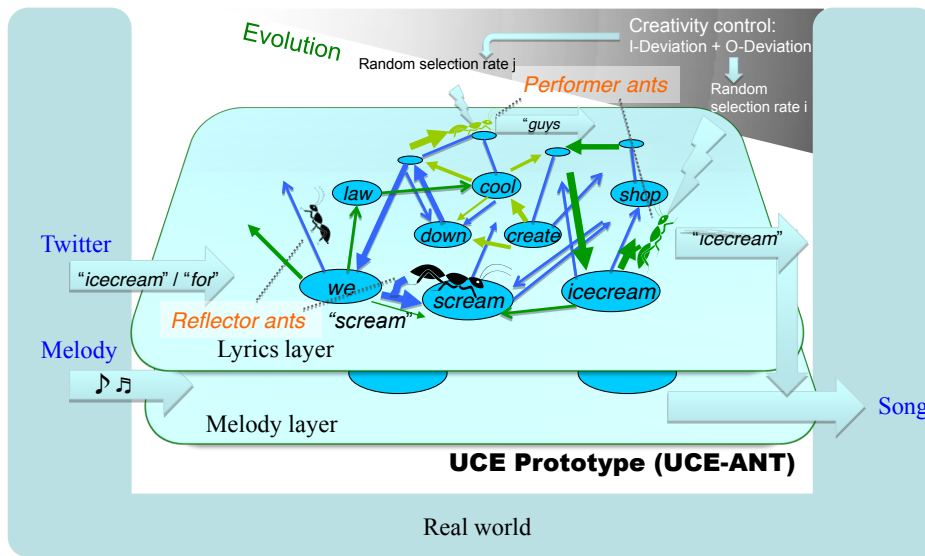 Evolution
Creativity control:
I-Deviation + O-Deviation
Random selection rate j
Random
selection rate i
Performer ants
"guys
law
cool
shop
Twitter
down
create
"icecream"
"icecream" / "for"
we
scream
icecream
Reflector ants
"scream"
Melody
Lyrics layer
♪♬
Song
Melody layer
UCE Prototype (UCE-ANT)
Real world